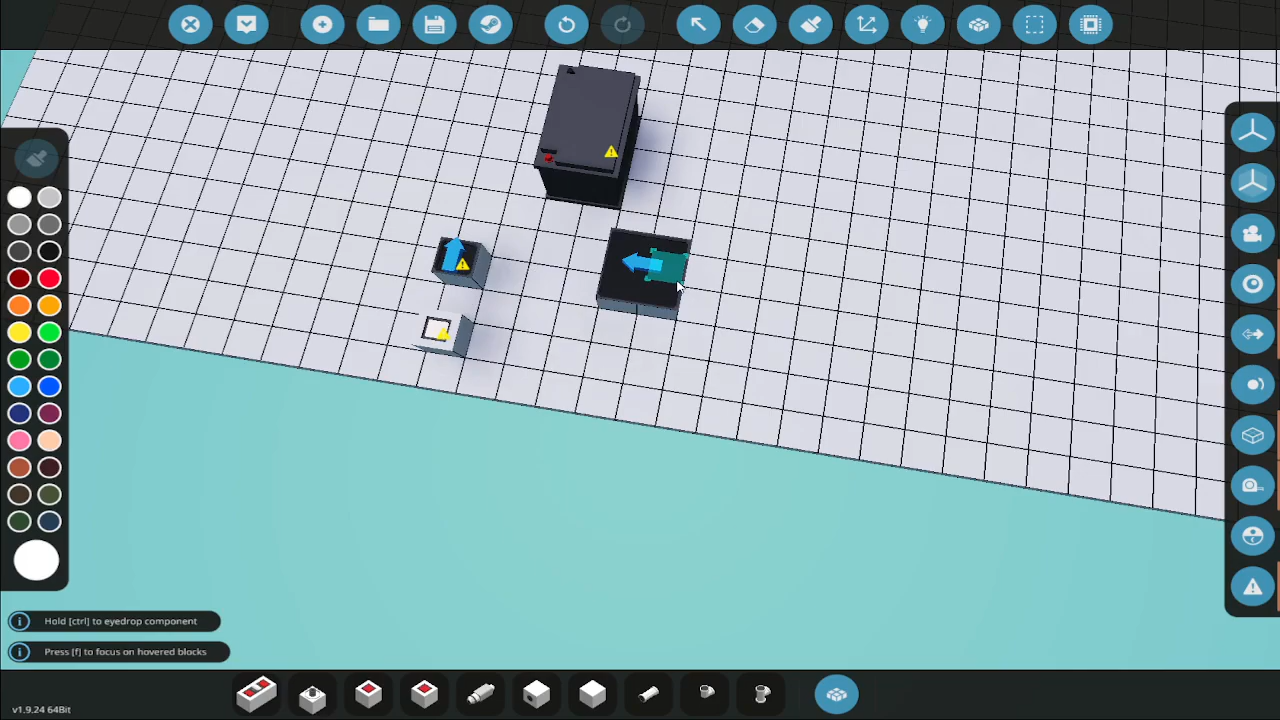 Hold [ctrl] to eyedrop component
Press [f] to focus on hovered blocks
v1.9.24 64Bit